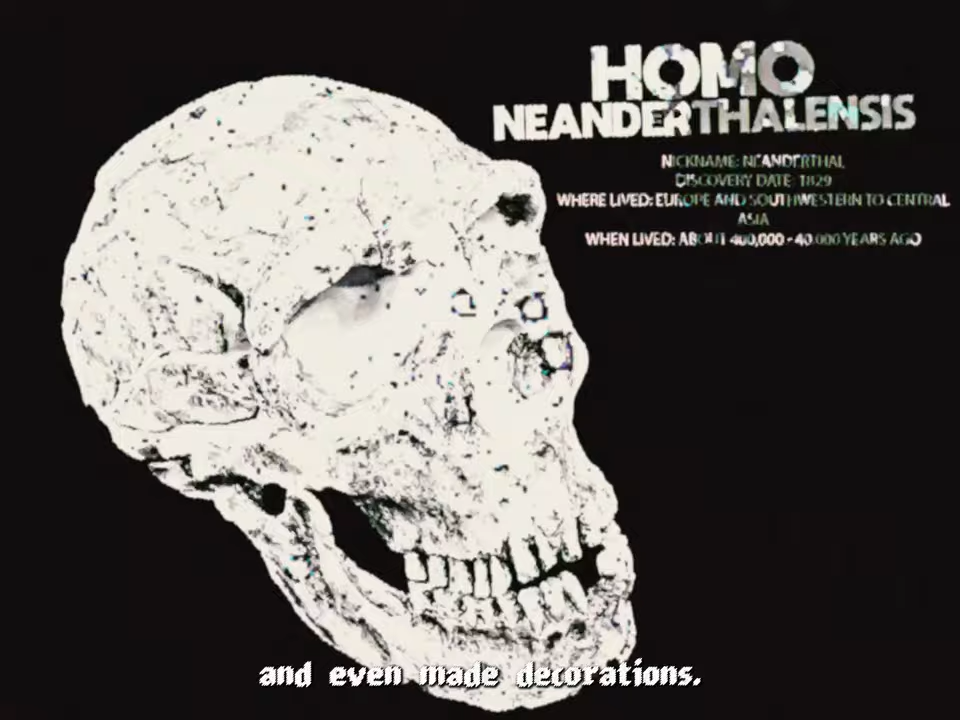 HOMO
NEANDERTHALENSIS
NICKNAME: NEANDERTHAL
DISCOVERY DATE: 1829
WHERE LIVED: EUROPE AND SOUTHWESTERN TO CENTRAL
ASIA
WHEN LIVED: ABOUT 400,000 - 40,000 YEARS AGO
and even made decorations.